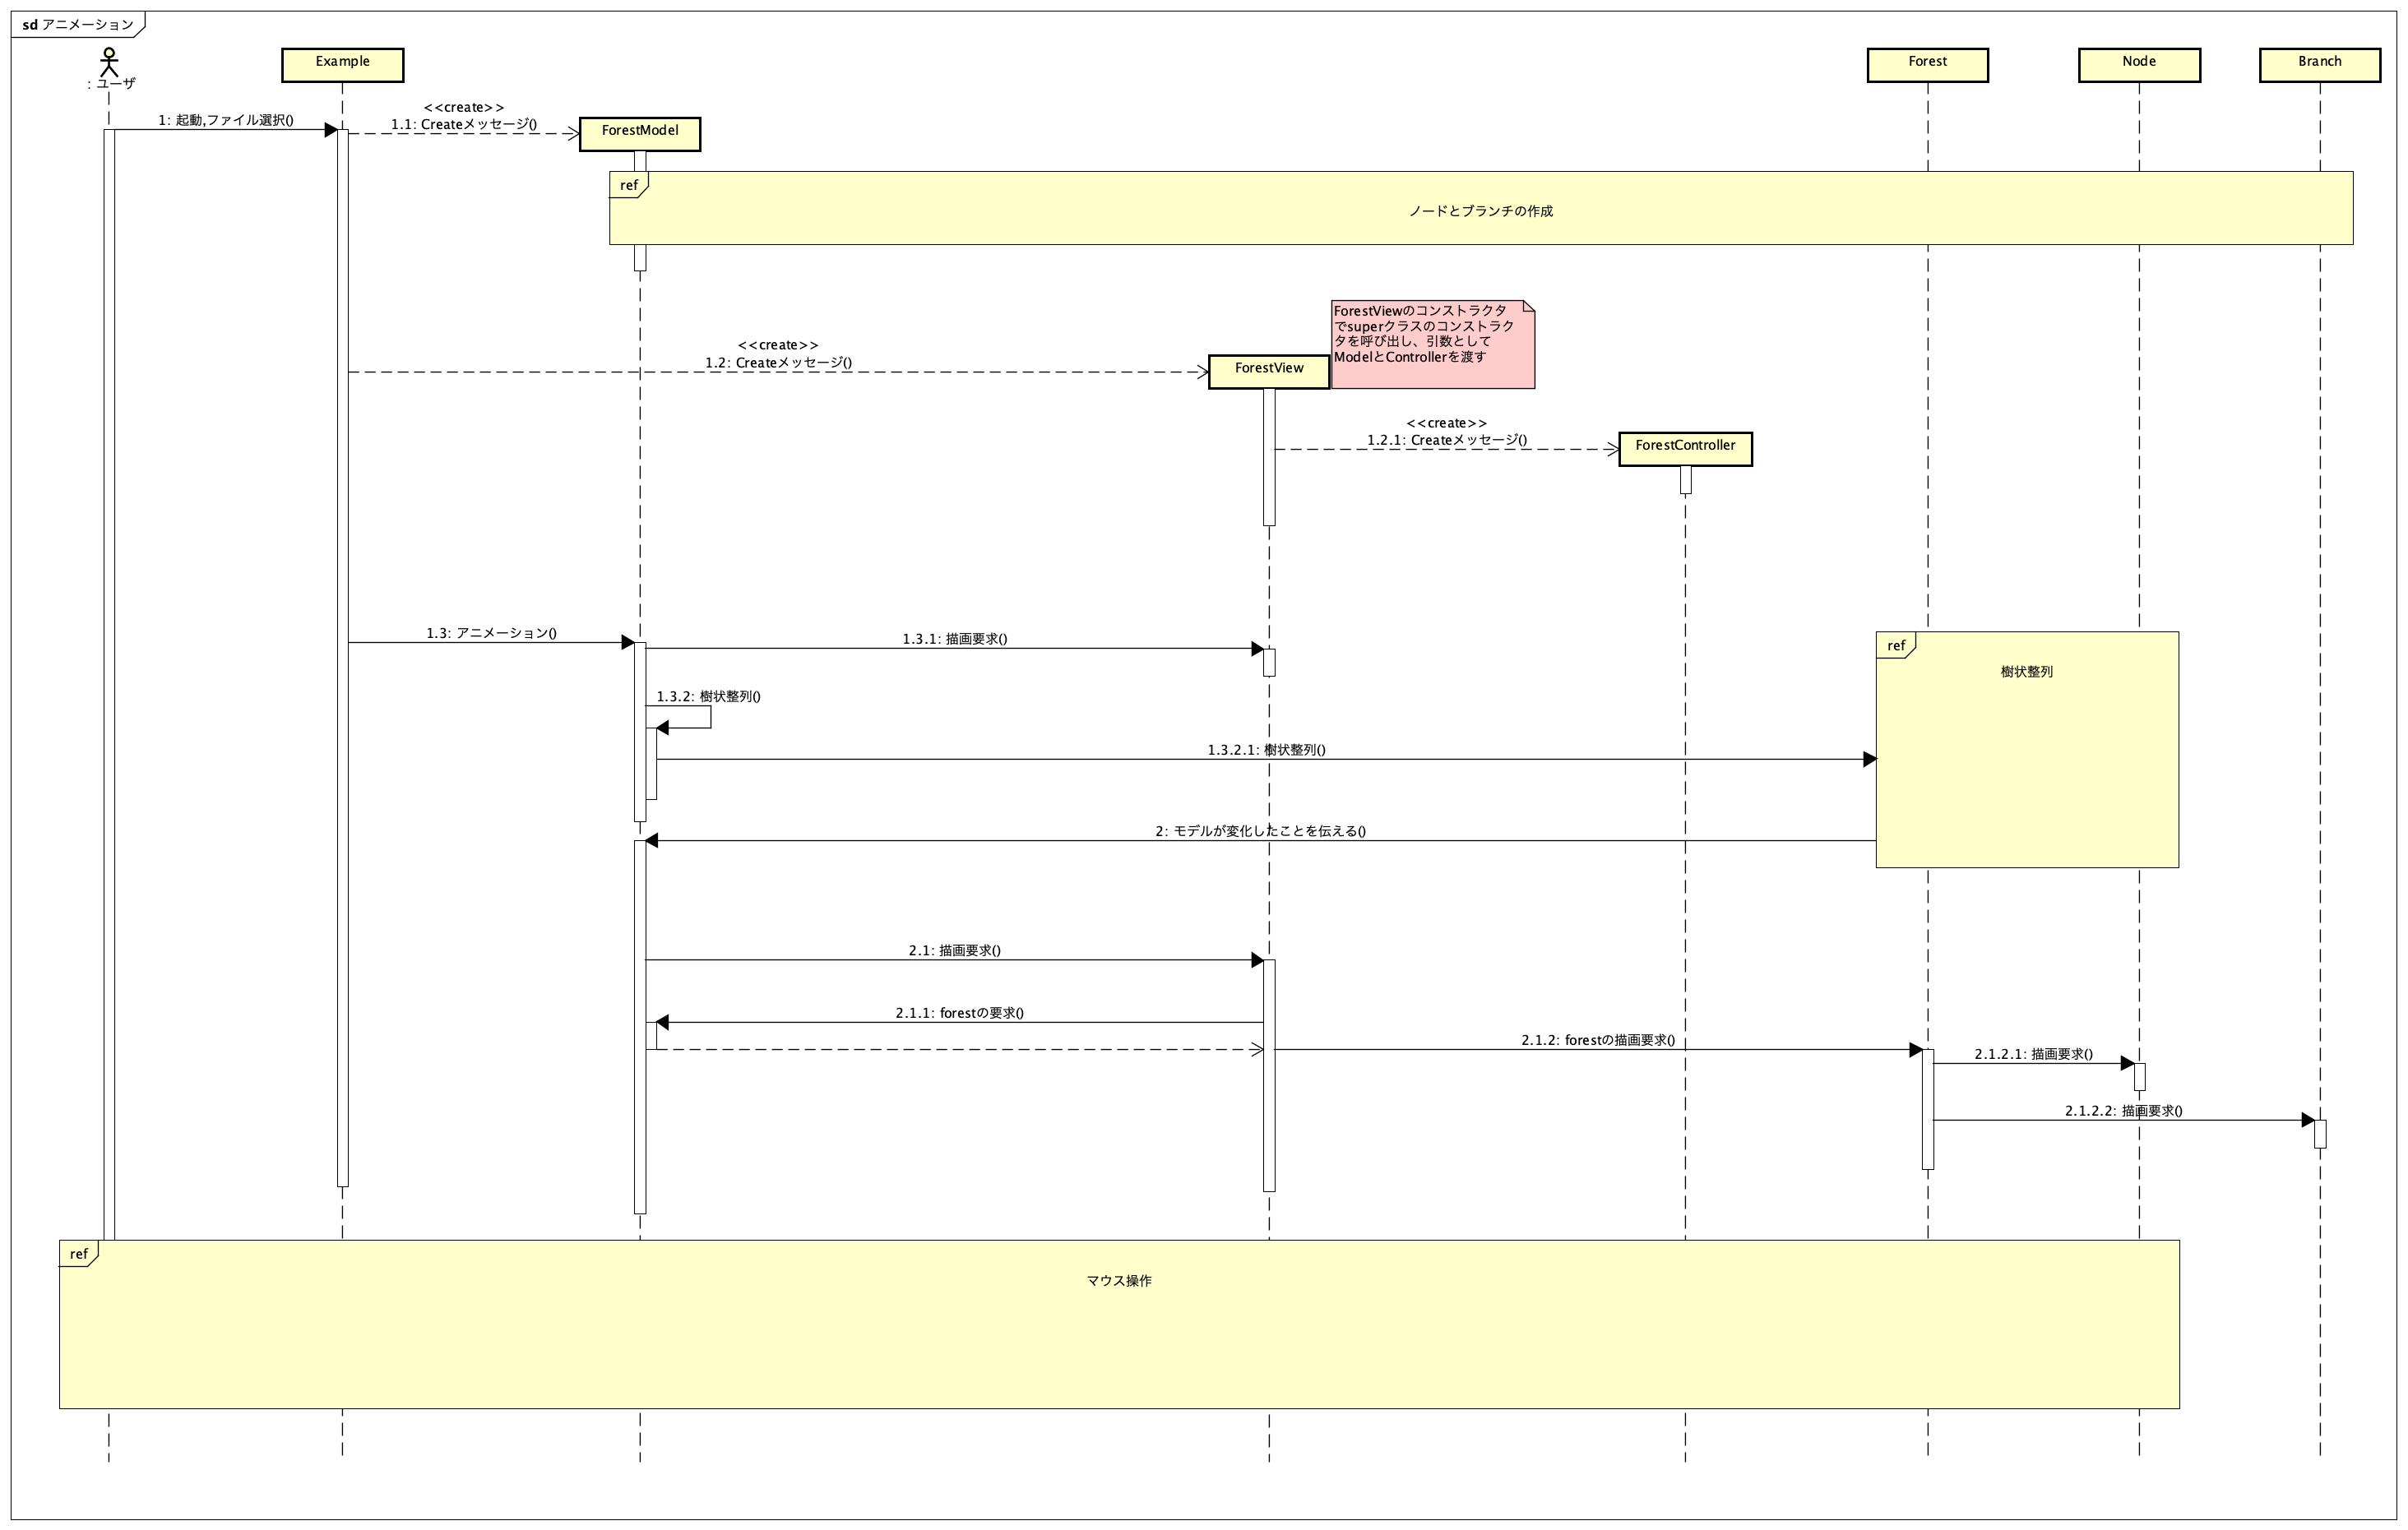 sd アニメーション
: ユーザ
Example
Forest
Node
Branch
1: 起動,ファイル選択()
<<create>>
1.1: Createメッセージ()
ForestModel
ref
ノードとブランチの作成
ForestViewのコンストラクタ
でsuperクラスのコンストラク
タを呼び出し、引数として
ModelとControllerを渡す
<<create>>
1.2: Createメッセージ()
ForestView
<<create>>
1.2.1: Createメッセージ()
ForestController
1.3: アニメーション()
1.3.1: 描画要求()
ref
樹状整列
1.3.2: 樹状整列()
1.3.2.1: 樹状整列()
2: モデルが変化したことを伝える()
2.1: 描画要求()
2.1.1: forestの要求()
2.1.2: forestの描画要求()
2.1.2.1: 描画要求()
2.1.2.2: 描画要求()
ref
マウス操作